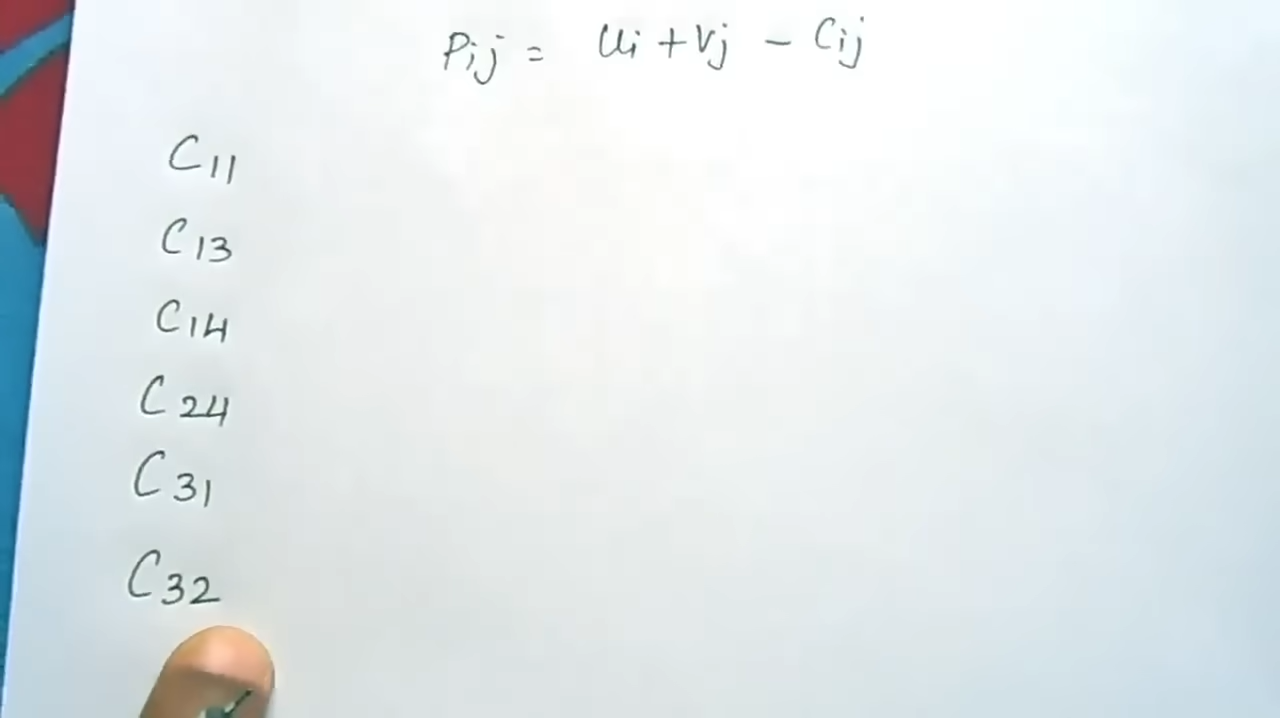 Pij = Ui + Vj - Cij
C11
C13
C14
C24
C31
C32